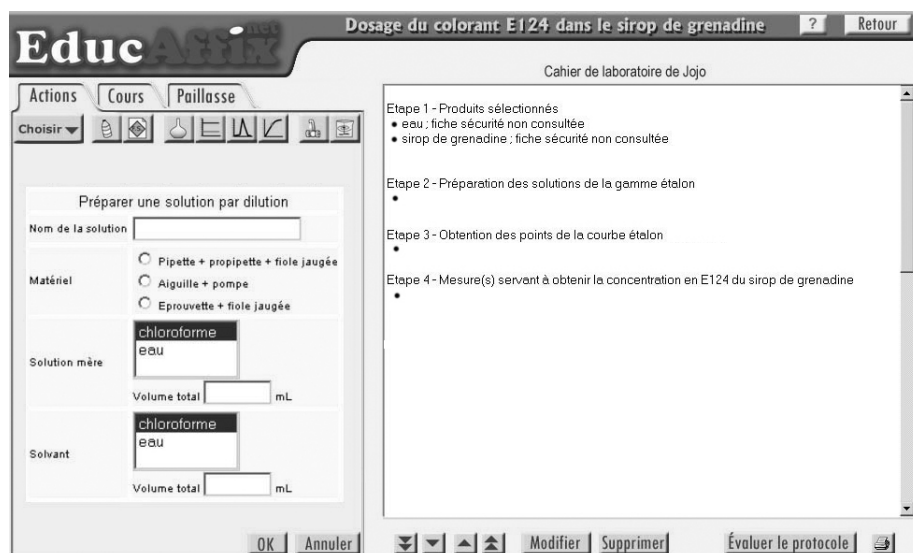 Educ Affix .net
Dosage du colorant E124 dans le sirop de grenadine
?
Retour
Actions
Cours
Paillasse
Choisir
Préparer une solution par dilution
Nom de la solution
Matériel
Pipette + propipette + fiole jaugée
Aiguille + pompe
Eprouvette + fiole jaugée
Solution mère
chloroforme
eau
Volume total mL
Solvant
chloroforme
eau
Volume total mL
OK
Annuler
Cahier de laboratoire de Jojo
Etape 1 - Produits sélectionnés
• eau ; fiche sécurité non consultée
• sirop de grenadine ; fiche sécurité non consultée
Etape 2 - Préparation des solutions de la gamme étalon
•
Etape 3 - Obtention des points de la courbe étalon
•
Etape 4 - Mesure(s) servant à obtenir la concentration en E124 du sirop de grenadine
•
Modifier
Supprimer
Évaluer le protocole